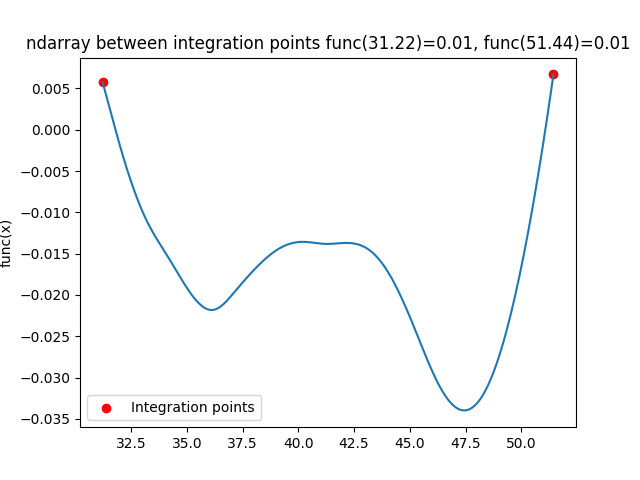 ndarray between integration points func(31.22)=0.01, func(51.44)=0.01
func(x)
0.005
0.000
−0.005
−0.010
−0.015
−0.020
−0.025
−0.030
−0.035
Integration points
32.5 35.0 37.5 40.0 42.5 45.0 47.5 50.0